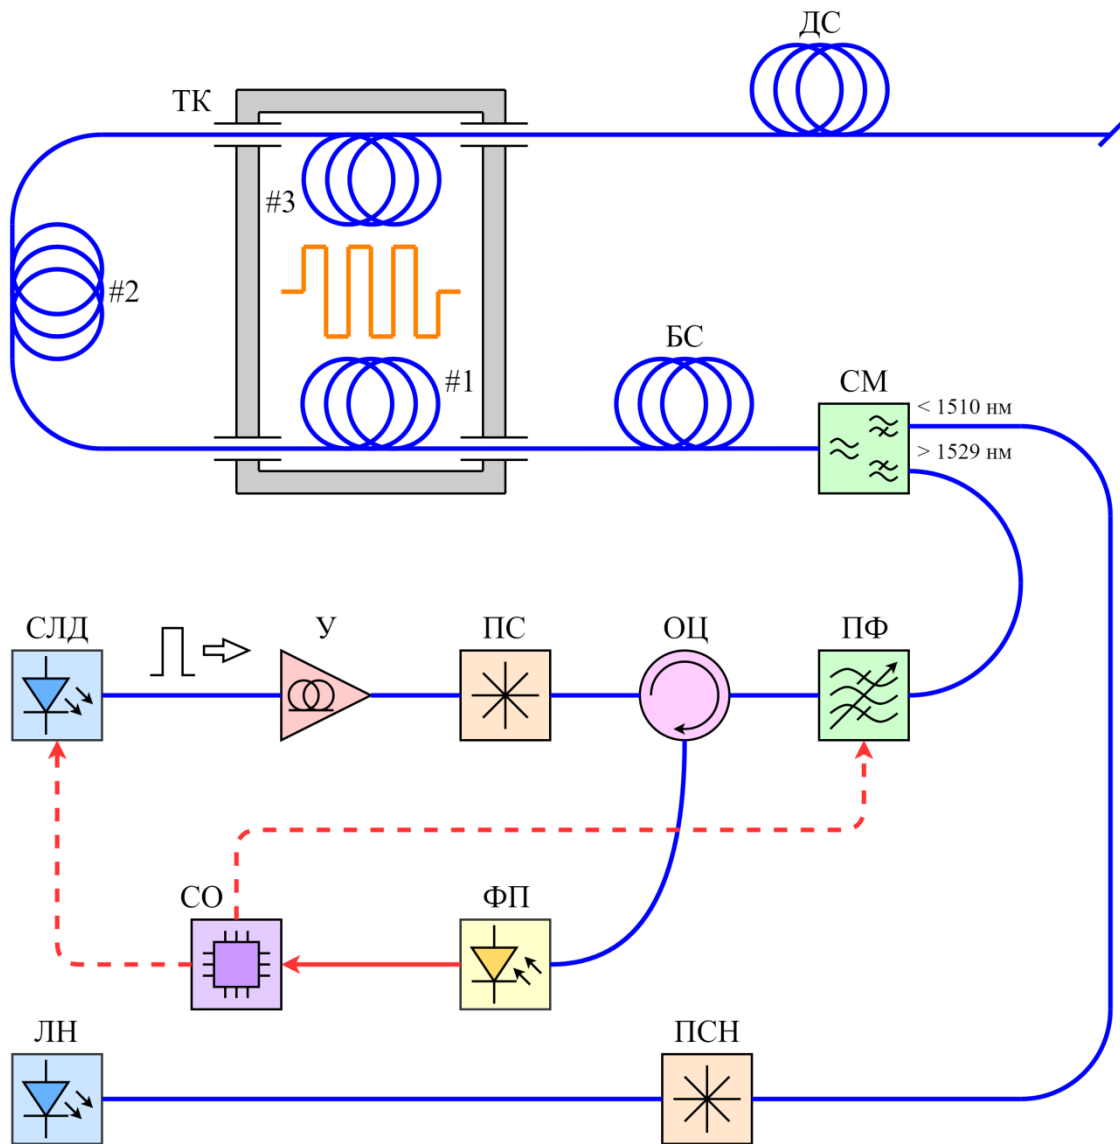 ДС
ТК
#3
#2
#1
БС
СМ
< 1510 нм
> 1529 нм
СЛД
У
ПС
ОЦ
ПФ
СО
ФП
ЛН
ПСН